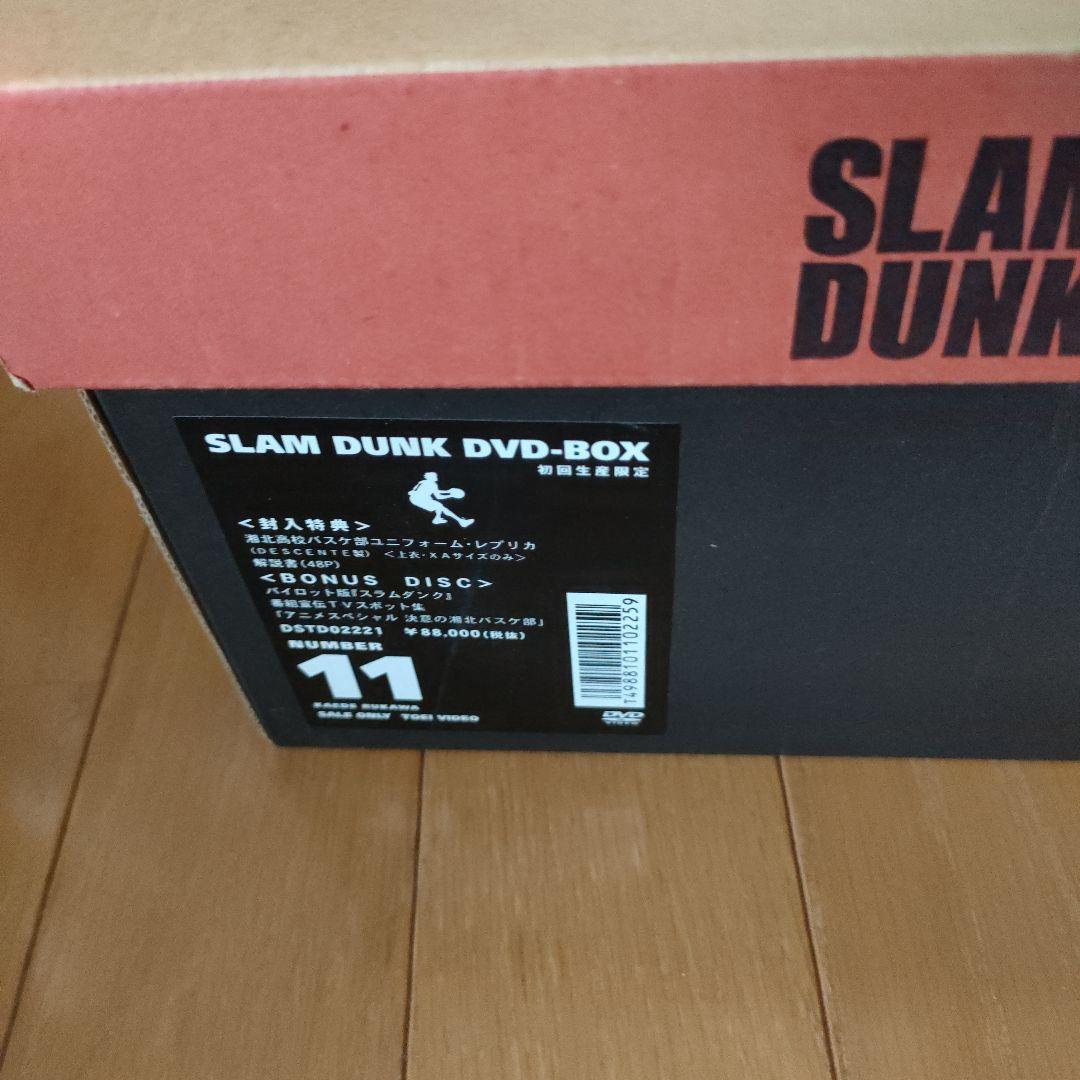 SLAM
DUNK
SLAM DUNK DVD-BOX
初回生産限定
<封入特典>
湘北高校バスケ部ユニフォーム・レプリカ
(DESCENTE製) <上衣・XAサイズのみ>
解説書(48P)
<BONUS DISC>
パイロット版『スラムダンク』
番組宣伝TVスポット集
「アニメスペシャル 決意の湘北バスケ部」
DSTD02221 ¥88,000(税抜)
NUMBER
11
KAEDE RUKAWA
SALE ONLY TOEI VIDEO
T4988101102259
DVD
VIDEO